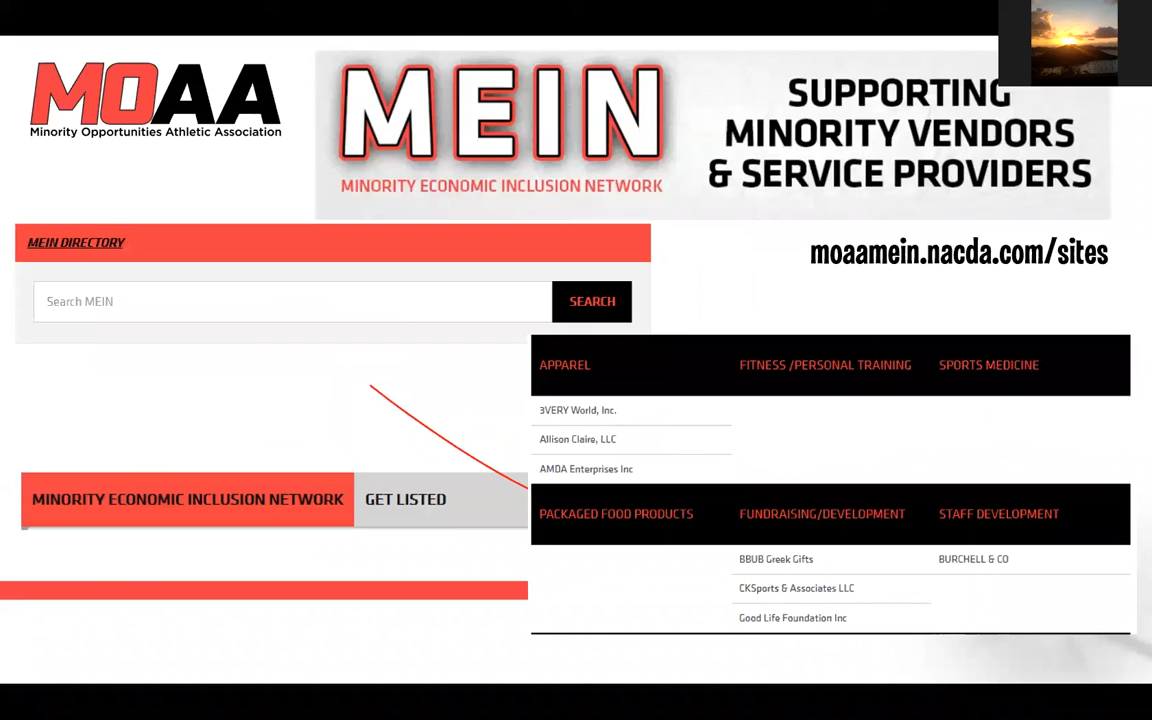 MOAA
Minority Opportunities Athletic Association
MEIN
MINORITY ECONOMIC INCLUSION NETWORK
SUPPORTING
MINORITY VENDORS
& SERVICE PROVIDERS
moaamein.nacda.com/sites
MEIN DIRECTORY
Search MEIN
SEARCH
MINORITY ECONOMIC INCLUSION NETWORK
GET LISTED
APPAREL
FITNESS /PERSONAL TRAINING
SPORTS MEDICINE
3VERY World, Inc.
Allison Claire, LLC
AMDA Enterprises Inc
PACKAGED FOOD PRODUCTS
FUNDRAISING/DEVELOPMENT
STAFF DEVELOPMENT
BBUB Greek Gifts
BURCHELL & CO
CKSports & Associates LLC
Good Life Foundation Inc